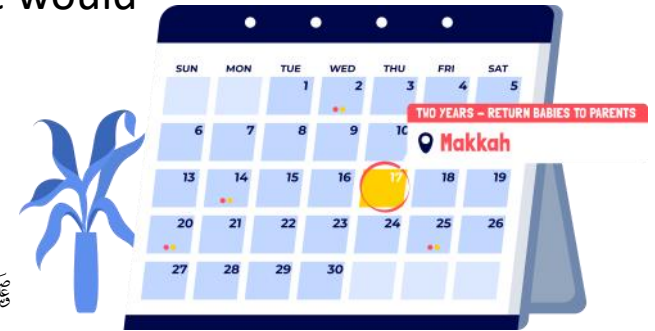 would
SUN MON TUE WED THU FRI SAT
1 2 3 4 5
TWO YEARS – RETURN BABIES TO PARENTS
Makkah
6 7 8 9 10
13 14 15 16 17 18 19
20 21 22 23 24 25 26
27 28 29 30